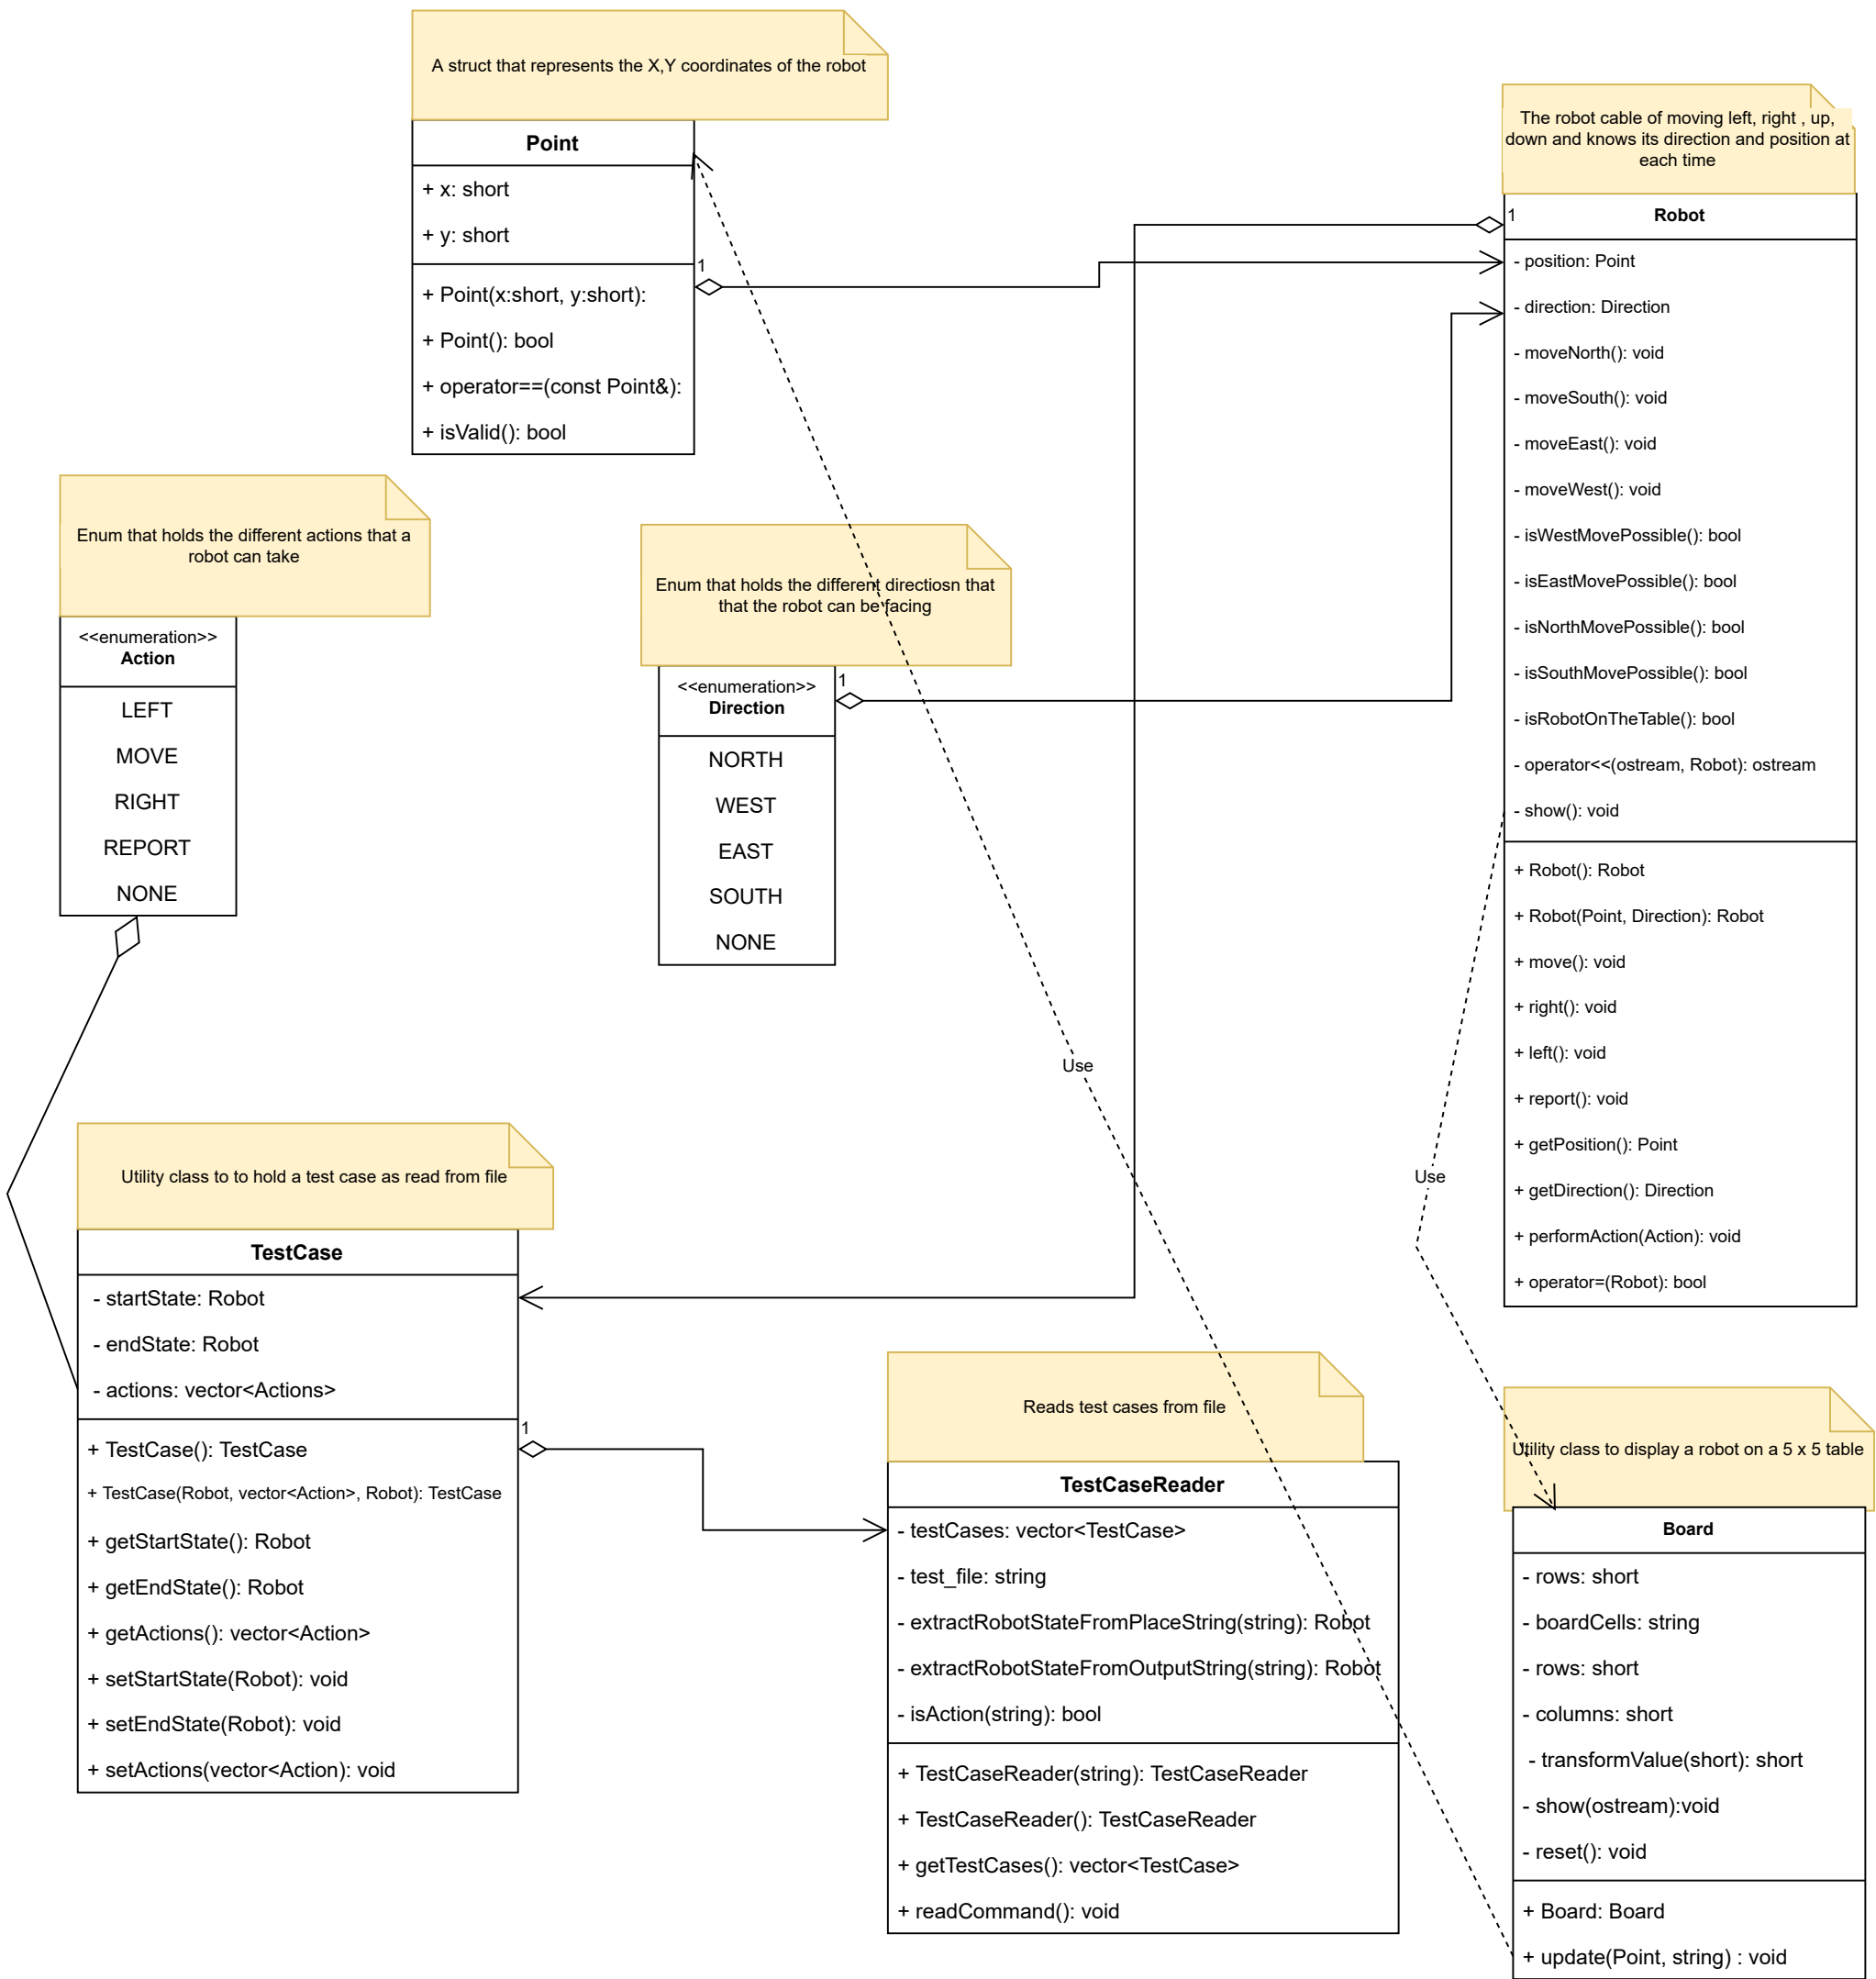 A struct that represents the X,Y coordinates of the robot
Point
+ x: short
+ y: short
+ Point(x:short, y:short):
+ Point(): bool
+ operator==(const Point&):
+ isValid(): bool
1
The robot cable of moving left, right , up,
down and knows its direction and position at
each time
1
Robot
- position: Point
- direction: Direction
- moveNorth(): void
- moveSouth(): void
- moveEast(): void
- moveWest(): void
- isWestMovePossible(): bool
- isEastMovePossible(): bool
- isNorthMovePossible(): bool
- isSouthMovePossible(): bool
- isRobotOnTheTable(): bool
- operator<<(ostream, Robot): ostream
- show(): void
+ Robot(): Robot
+ Robot(Point, Direction): Robot
+ move(): void
+ right(): void
+ left(): void
+ report(): void
+ getPosition(): Point
+ getDirection(): Direction
+ performAction(Action): void
+ operator=(Robot): bool
Enum that holds the different actions that a
robot can take
<<enumeration>>
Action
LEFT
MOVE
RIGHT
REPORT
NONE
Enum that holds the different directiosn that
that the robot can be facing
<<enumeration>>
Direction
1
NORTH
WEST
EAST
SOUTH
NONE
Use
Use
Utility class to to hold a test case as read from file
TestCase
- startState: Robot
- endState: Robot
- actions: vector<Actions>
+ TestCase(): TestCase
+ TestCase(Robot, vector<Action>, Robot): TestCase
+ getStartState(): Robot
+ getEndState(): Robot
+ getActions(): vector<Action>
+ setStartState(Robot): void
+ setEndState(Robot): void
+ setActions(vector<Action): void
1
Reads test cases from file
TestCaseReader
- testCases: vector<TestCase>
- test_file: string
- extractRobotStateFromPlaceString(string): Robot
- extractRobotStateFromOutputString(string): Robot
- isAction(string): bool
+ TestCaseReader(string): TestCaseReader
+ TestCaseReader(): TestCaseReader
+ getTestCases(): vector<TestCase>
+ readCommand(): void
Utility class to display a robot on a 5 x 5 table
Board
- rows: short
- boardCells: string
- rows: short
- columns: short
- transformValue(short): short
- show(ostream):void
- reset(): void
+ Board: Board
+ update(Point, string) : void